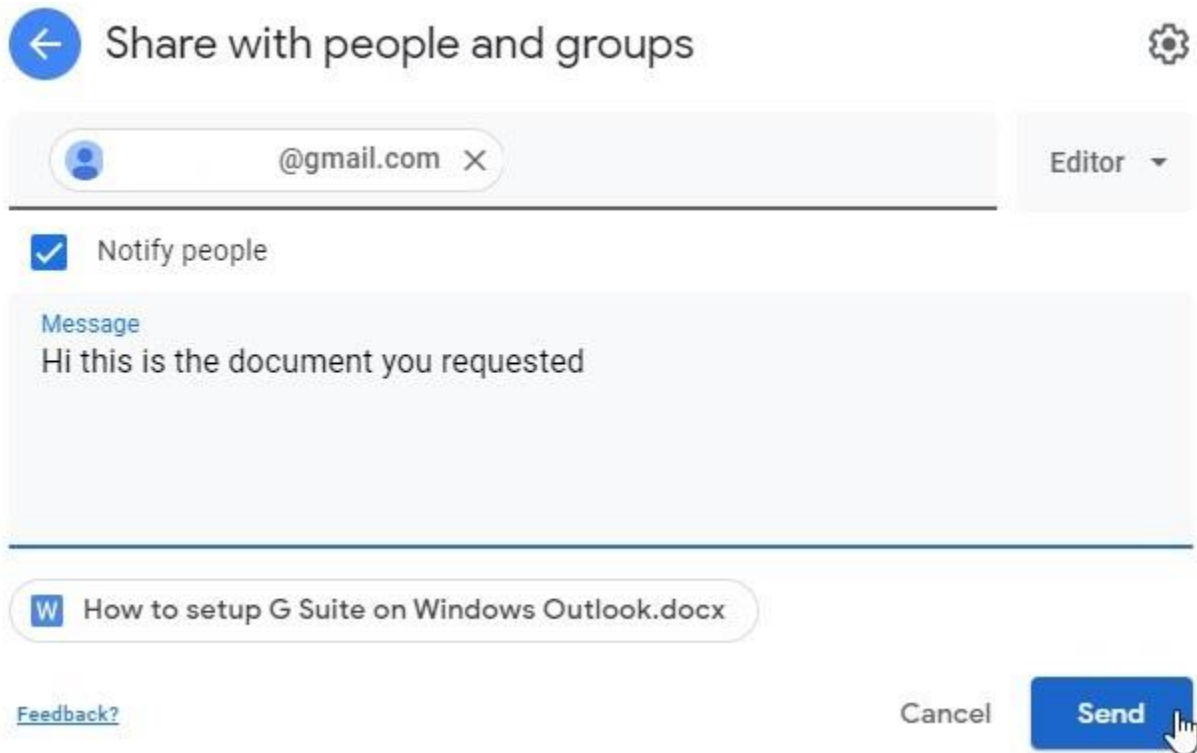 Share with people and groups
@gmail.com
Editor
Notify people
Message
Hi this is the document you requested
W How to setup G Suite on Windows Outlook.docx
Feedback?
Cancel
Send